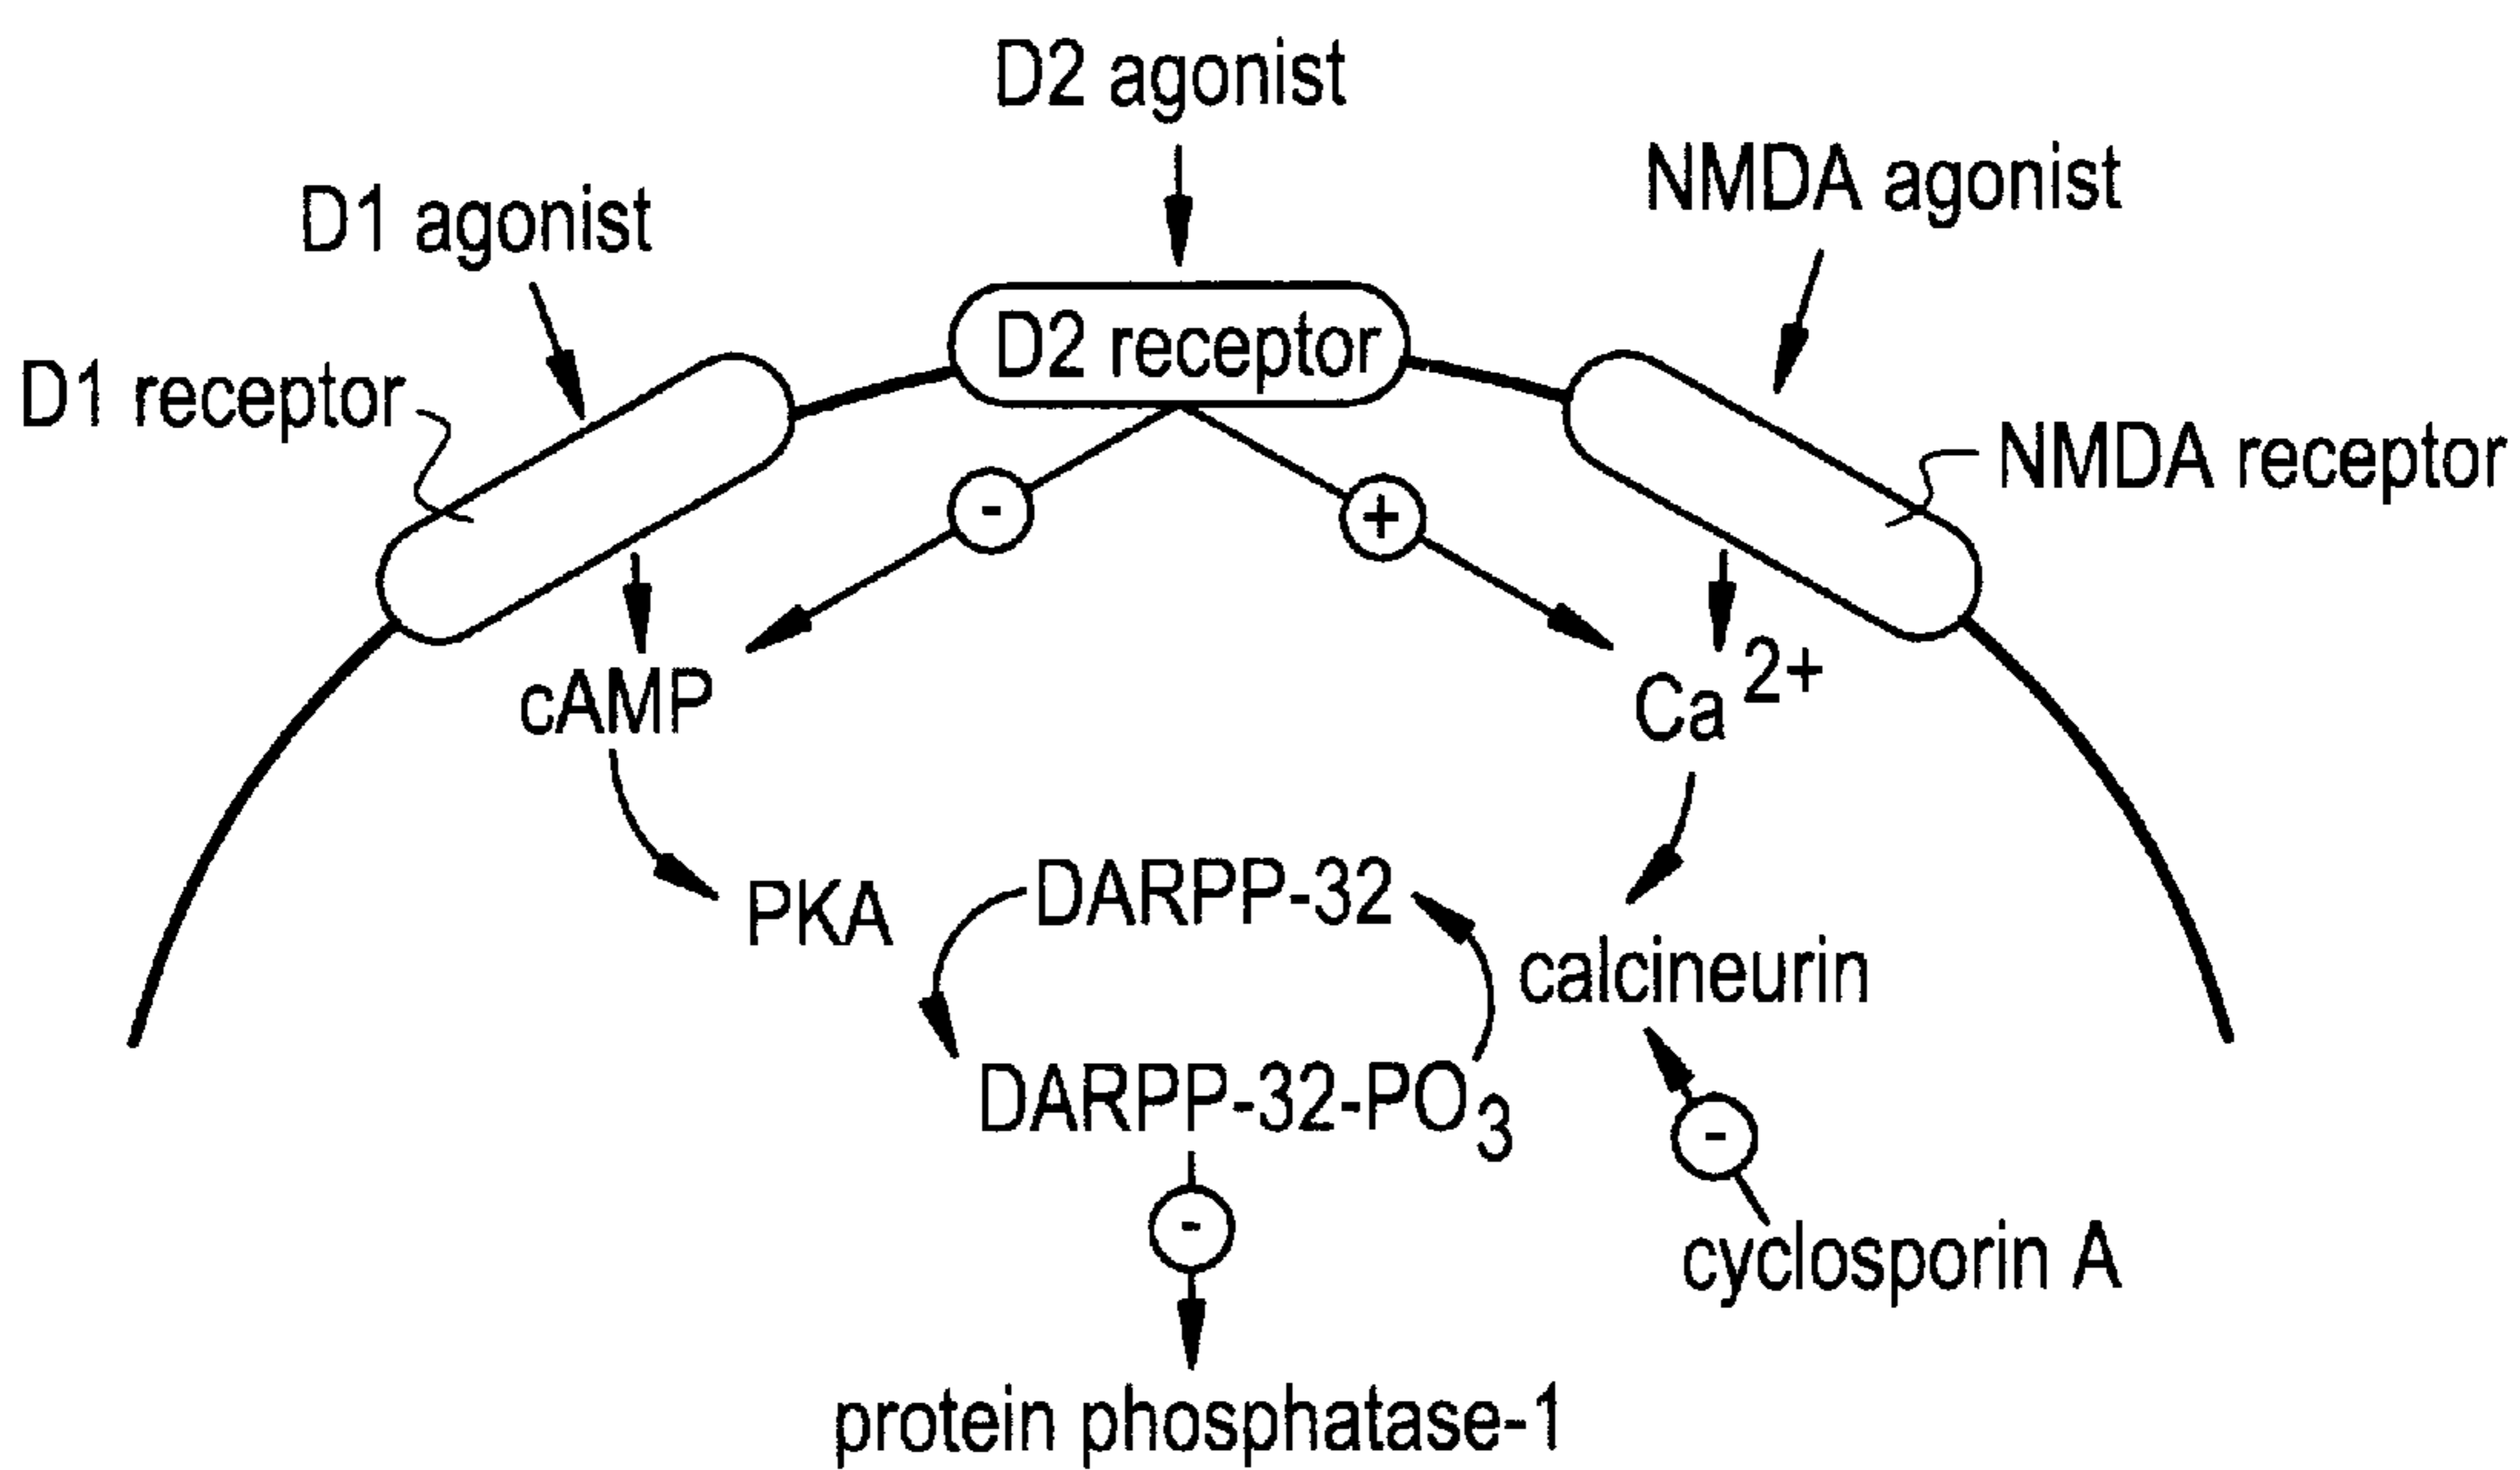 D2 agonist
NMDA agonist
D1 agonist
D2 receptor
D1 receptor
NMDA receptor
-
+
cAMP
Ca 2+
PKA
DARPP-32
calcineurin
DARPP-32-PO3
-
-
cyclosporin A
protein phosphatase-1